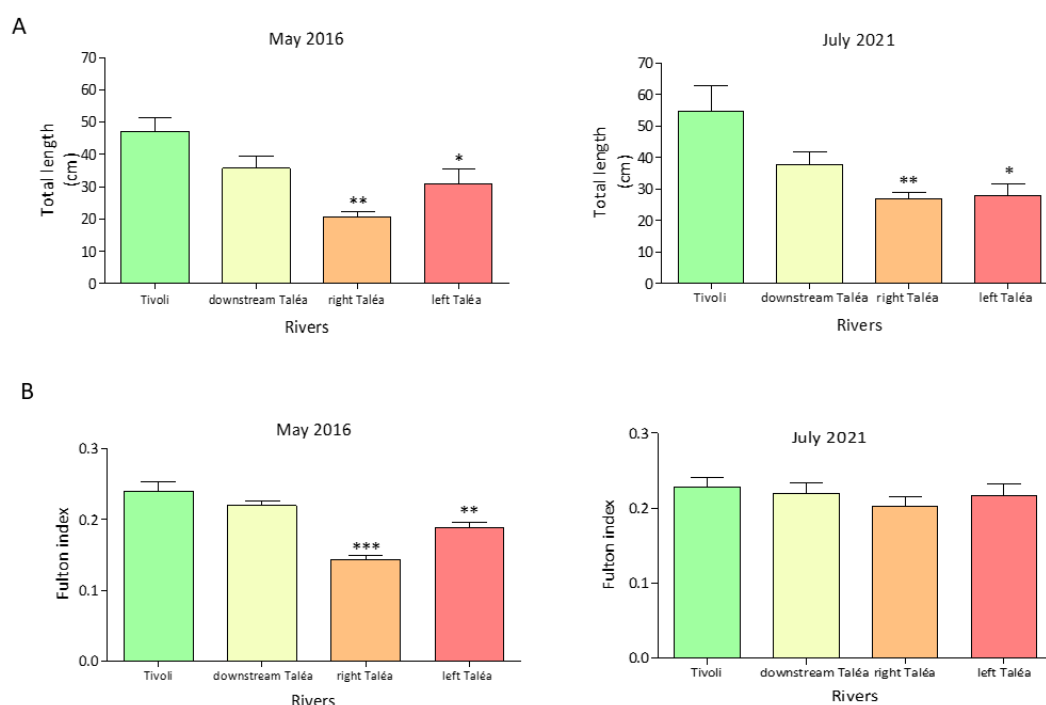 A
May 2016
70
60
50
40
30
20
10
0
Total length
(cm)
*
**
Tivoli downstream Taléa right Taléa left Taléa
Rivers
July 2021
70
60
50
40
30
20
10
0
Total length
(cm)
** *
Tivoli downstream Taléa right Taléa left Taléa
Rivers
B
May 2016
0.3
0.2
0.1
0.0
Fulton index
**
***
Tivoli downstream Taléa right Taléa left Taléa
Rivers
July 2021
0.3
0.2
0.1
0.0
Fulton index
Tivoli downstream Taléa right Taléa left Taléa
Rivers